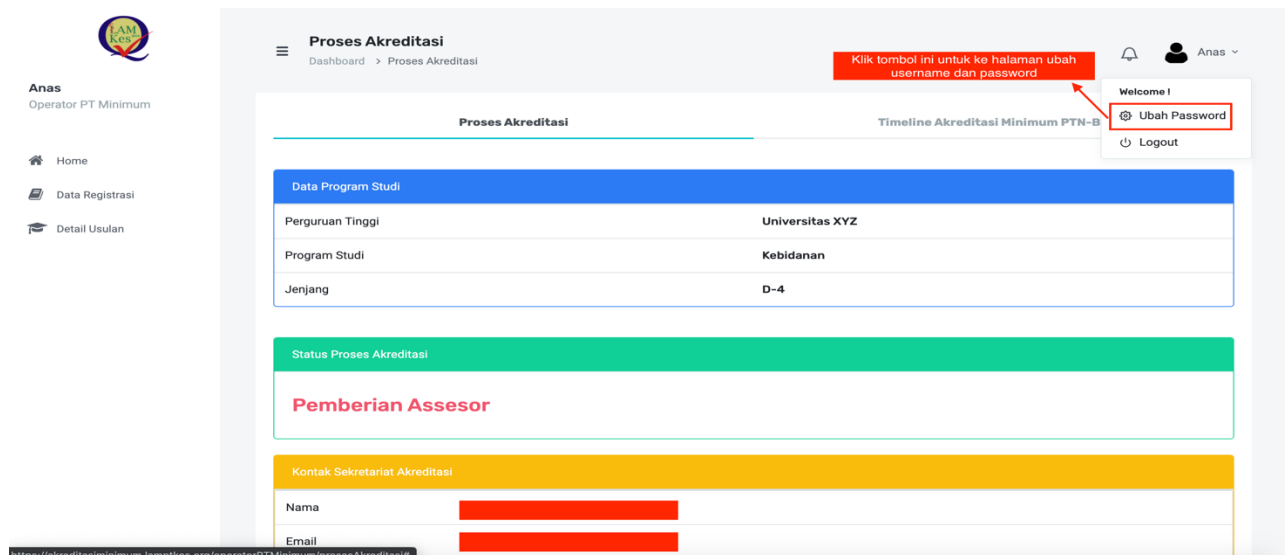 LAM
Kes
Anas
Operator PT Minimum
Home
Data Registrasi
Detail Usulan
Proses Akreditasi
Dashboard > Proses Akreditasi
Klik tombol ini untuk ke halaman ubah
username dan password
Anas
Welcome !
Ubah Password
Logout
Proses Akreditasi
Timeline Akreditasi Minimum PTN-B
Data Program Studi
Perguruan Tinggi Universitas XYZ
Program Studi Kebidanan
Jenjang D-4
Status Proses Akreditasi
Pemberian Assesor
Kontak Sekretariat Akreditasi
Nama
Email